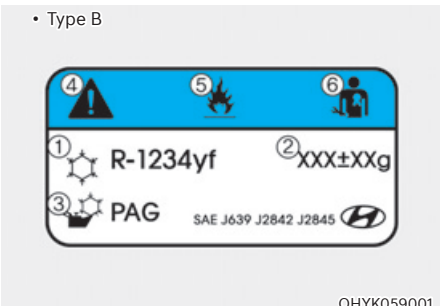 • Type B
④ ⑤ ⑥
① R-1234yf ② XXX±XXg
③ PAG SAE J639 J2842 J2845
OHYK059001